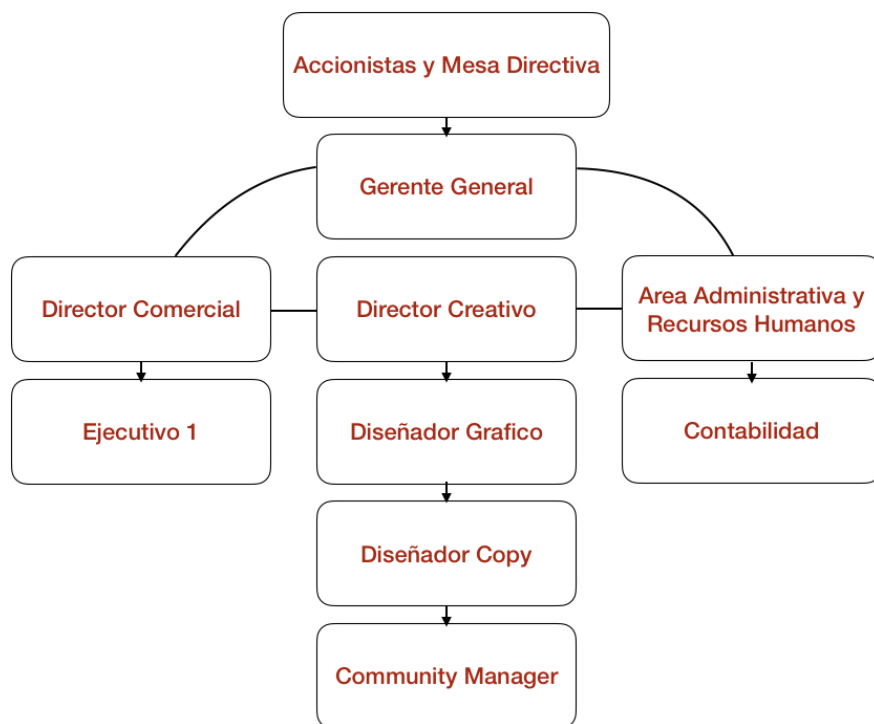 Accionistas y Mesa Directiva
Gerente General
Director Comercial
Director Creativo
Area Administrativa y
Recursos Humanos
Ejecutivo 1
Diseñador Grafico
Contabilidad
Diseñador Copy
Community Manager